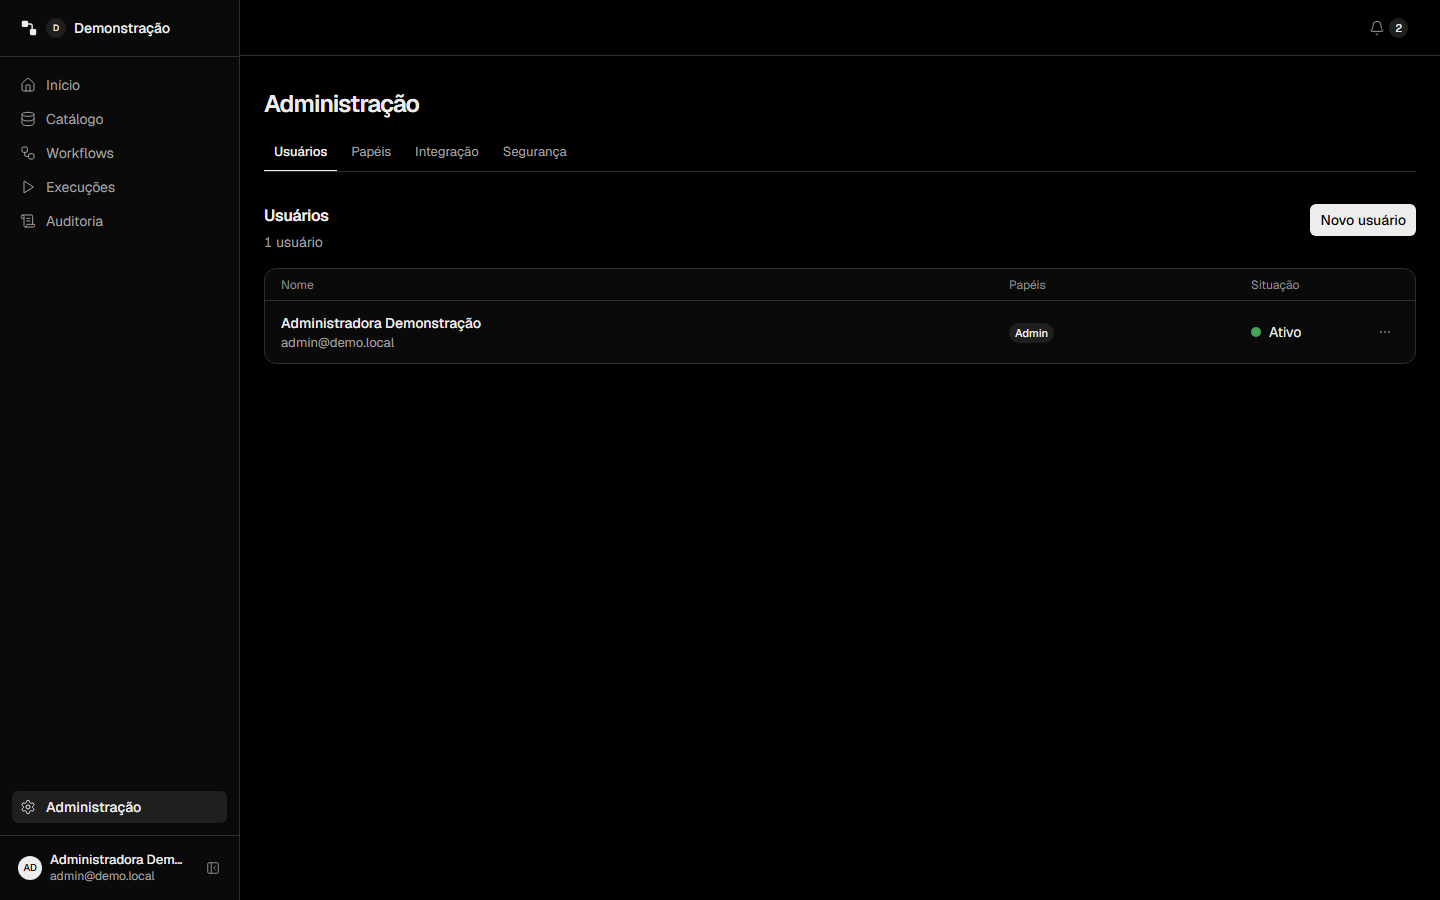 D Demonstração
2
Início
Catálogo
Workflows
Execuções
Auditoria
Administração
Usuários Papéis Integração Segurança
Usuários
1 usuário
Novo usuário
Nome Papéis Situação
Administradora Demonstração
admin@demo.local
Admin
Ativo
Administração
AD
Administradora Dem...
admin@demo.local